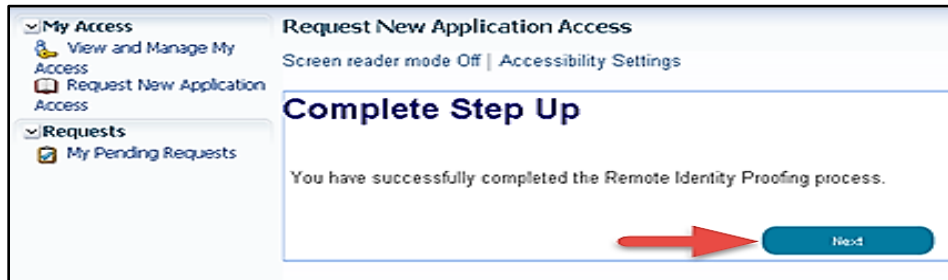 My Access
View and Manage My
Access
Request New Application
Access
Requests
My Pending Requests
Request New Application Access
Screen reader mode Off | Accessibility Settings
Complete Step Up
You have successfully completed the Remote Identity Proofing process.
Next